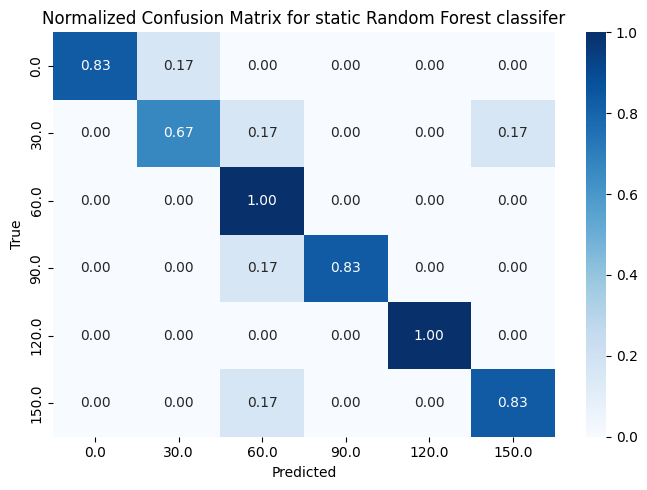 Normalized Confusion Matrix for static Random Forest classifer
True
0.0 0.83 0.17 0.00 0.00 0.00 0.00
30.0 0.00 0.67 0.17 0.00 0.00 0.17
60.0 0.00 0.00 1.00 0.00 0.00 0.00
90.0 0.00 0.00 0.17 0.83 0.00 0.00
120.0 0.00 0.00 0.00 0.00 1.00 0.00
150.0 0.00 0.00 0.17 0.00 0.00 0.83
0.0 30.0 60.0 90.0 120.0 150.0
Predicted
1.0
0.8
0.6
0.4
0.2
0.0